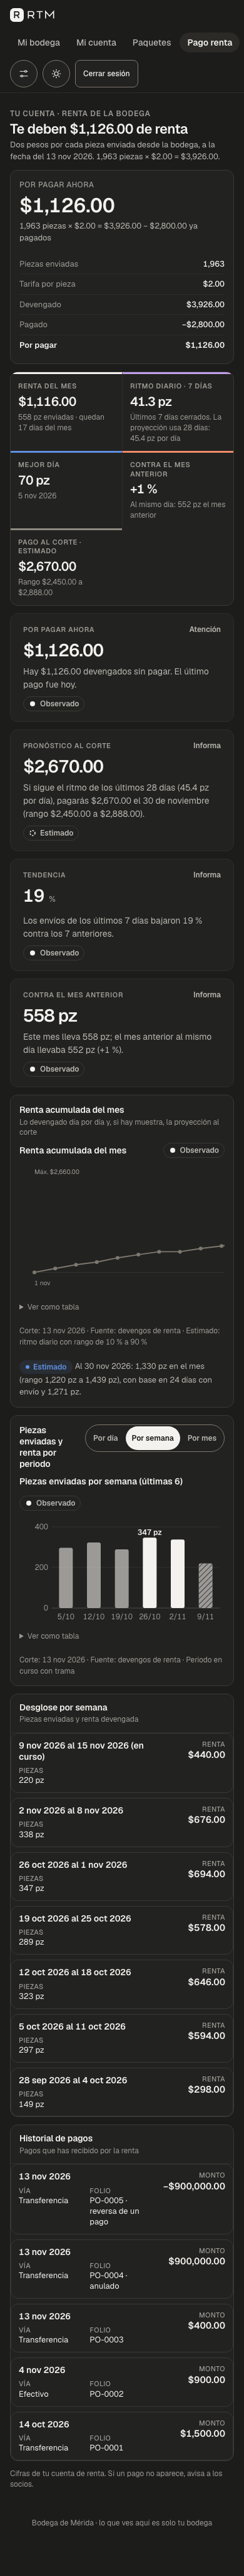 R RTM
Mi bodega Mi cuenta Paquetes Pago renta
Cerrar sesión
TU CUENTA · RENTA DE LA BODEGA
Te deben $1,126.00 de renta
Dos pesos por cada pieza enviada desde la bodega, a la
fecha del 13 nov 2026. 1,963 piezas × $2.00 = $3,926.00.
POR PAGAR AHORA
$1,126.00
1,963 piezas × $2.00 = $3,926.00 − $2,800.00 ya
pagados
Piezas enviadas 1,963
Tarifa por pieza $2.00
Devengado $3,926.00
Pagado −$2,800.00
Por pagar $1,126.00
RENTA DEL MES
$1,116.00
558 pz enviadas · quedan
17 días del mes
RITMO DIARIO · 7 DÍAS
41.3 pz
Últimos 7 días cerrados. La
proyección usa 28 días:
45.4 pz por día
MEJOR DÍA
70 pz
5 nov 2026
CONTRA EL MES
ANTERIOR
+1 %
Al mismo día: 552 pz el mes
anterior
PAGO AL CORTE ·
ESTIMADO
$2,670.00
Rango $2,450.00 a
$2,888.00
POR PAGAR AHORA Atención
$1,126.00
Hay $1,126.00 devengados sin pagar. El último
pago fue hoy.
Observado
PRONÓSTICO AL CORTE Informa
$2,670.00
Si sigue el ritmo de los últimos 28 días (45.4 pz
por día), pagarás $2,670.00 el 30 de noviembre
(rango $2,450.00 a $2,888.00).
Estimado
TENDENCIA Informa
19 %
Los envíos de los últimos 7 días bajaron 19 %
contra los 7 anteriores.
Observado
CONTRA EL MES ANTERIOR Informa
558 pz
Este mes lleva 558 pz; el mes anterior al mismo
día llevaba 552 pz (+1 %).
Observado
Renta acumulada del mes
Lo devengado día por día y, si hay muestra, la proyección al
corte
Renta acumulada del mes Observado
Máx. $2,660.00
1 nov
▶ Ver como tabla
Corte: 13 nov 2026 · Fuente: devengos de renta · Estimado:
ritmo diario con rango de 10 % a 90 %
Estimado Al 30 nov 2026: 1,330 pz en el mes
(rango 1,220 pz a 1,439 pz), con base en 24 días con
envío y 1,271 pz.
Piezas
enviadas y
renta por
periodo
Por día Por semana Por mes
Piezas enviadas por semana (últimas 6)
Observado
347 pz
400
200
0
5/10 12/10 19/10 26/10 2/11 9/11
▶ Ver como tabla
Corte: 13 nov 2026 · Fuente: devengos de renta · Periodo en
curso con trama
Desglose por semana
Piezas enviadas y renta devengada
9 nov 2026 al 15 nov 2026 (en
curso)
RENTA
$440.00
PIEZAS
220 pz
2 nov 2026 al 8 nov 2026
RENTA
$676.00
PIEZAS
338 pz
26 oct 2026 al 1 nov 2026
RENTA
$694.00
PIEZAS
347 pz
19 oct 2026 al 25 oct 2026
RENTA
$578.00
PIEZAS
289 pz
12 oct 2026 al 18 oct 2026
RENTA
$646.00
PIEZAS
323 pz
5 oct 2026 al 11 oct 2026
RENTA
$594.00
PIEZAS
297 pz
28 sep 2026 al 4 oct 2026
RENTA
$298.00
PIEZAS
149 pz
Historial de pagos
Pagos que has recibido por la renta
13 nov 2026
MONTO
−$900,000.00
VÍA
Transferencia
FOLIO
PO-0005 ·
reversa de un
pago
13 nov 2026
MONTO
$900,000.00
VÍA
Transferencia
FOLIO
PO-0004 ·
anulado
13 nov 2026
MONTO
$400.00
VÍA
Transferencia
FOLIO
PO-0003
4 nov 2026
MONTO
$900.00
VÍA
Efectivo
FOLIO
PO-0002
14 oct 2026
MONTO
$1,500.00
VÍA
Transferencia
FOLIO
PO-0001
Cifras de tu cuenta de renta. Si un pago no aparece, avisa a los
socios.
Bodega de Mérida · lo que ves aquí es solo tu bodega